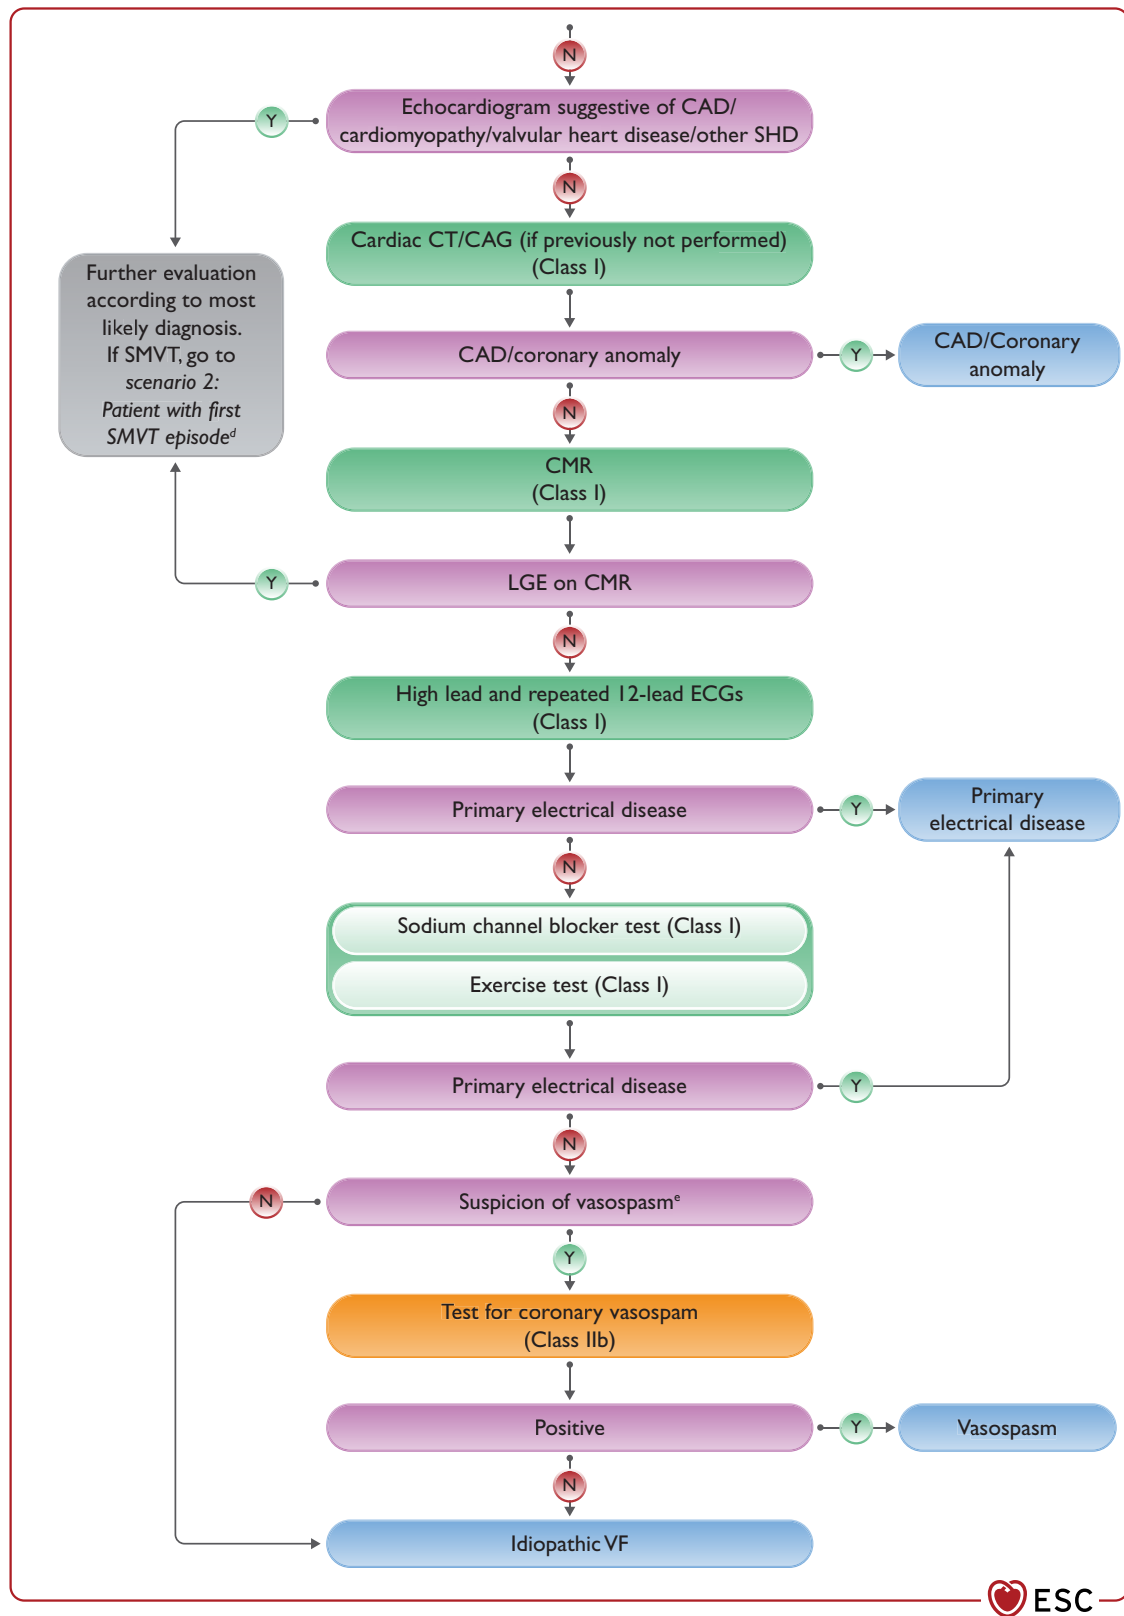 N
Echocardiogram suggestive of CAD/
cardiomyopathy/valvular heart disease/other SHD
Y
N
Cardiac CT/CAG (if previously not performed)
(Class I)
Further evaluation
according to most
likely diagnosis.
If SMVT, go to
scenario 2:
Patient with first
SMVT episodeᵈ
CAD/coronary anomaly
Y
CAD/Coronary
anomaly
N
CMR
(Class I)
LGE on CMR
Y
N
High lead and repeated 12-lead ECGs
(Class I)
Primary electrical disease
Y
Primary
electrical disease
N
Sodium channel blocker test (Class I)
Exercise test (Class I)
Primary electrical disease
Y
N
Suspicion of vasospasmᵉ
N
Y
Test for coronary vasospam
(Class IIb)
Positive
Y
Vasospasm
N
Idiopathic VF
ESC